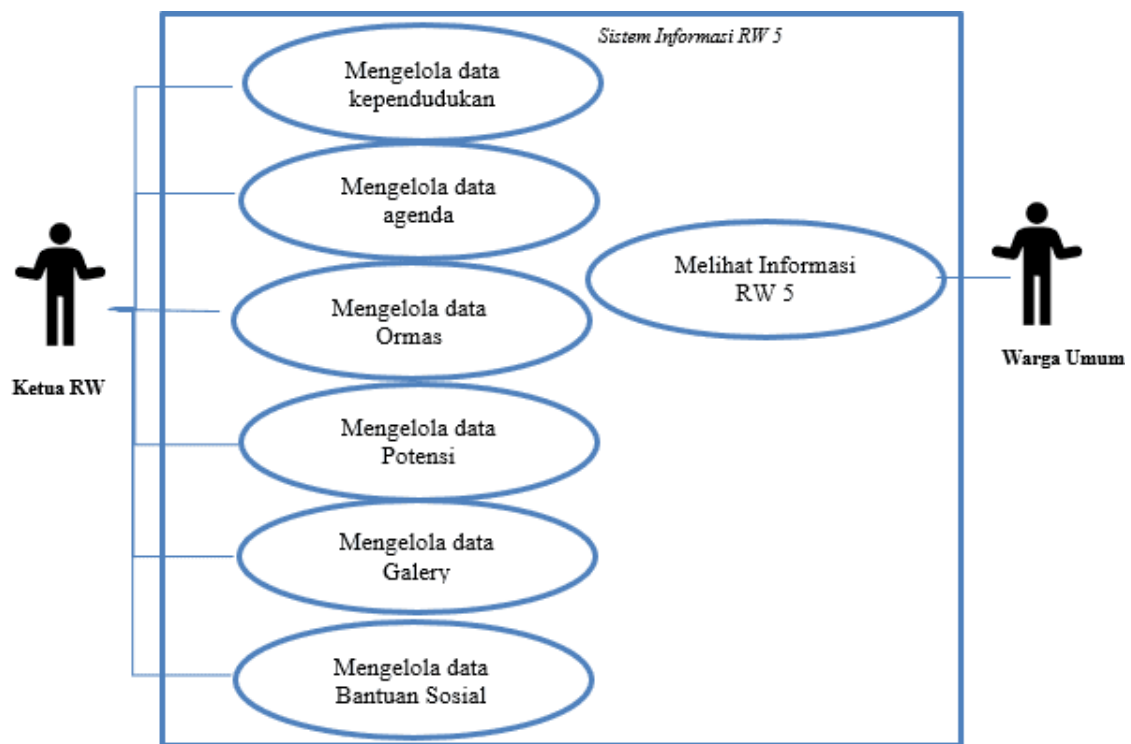 Sistem Informasi RW 5
Mengelola data
kependudukan
Mengelola data
agenda
Mengelola data
Ormas
Mengelola data
Potensi
Mengelola data
Galery
Mengelola data
Bantuan Sosial
Melihat Informasi
RW 5
Ketua RW
Warga Umum